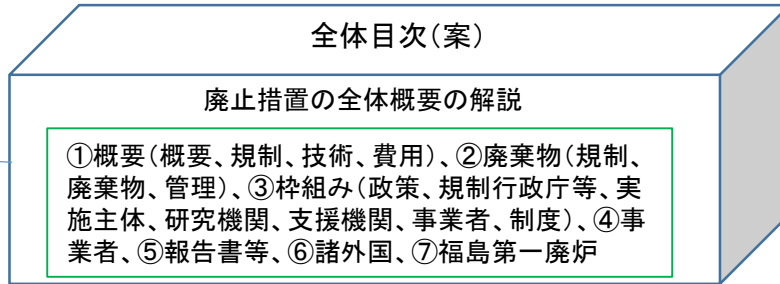 全体目次(案)
廃止措置の全体概要の解説
①概要(概要、規制、技術、費用)、②廃棄物(規制、
廃棄物、管理)、③枠組み(政策、規制行政庁等、実
施主体、研究機関、支援機関、事業者、制度)、④事
業者、⑤報告書等、⑥諸外国、⑦福島第一廃炉